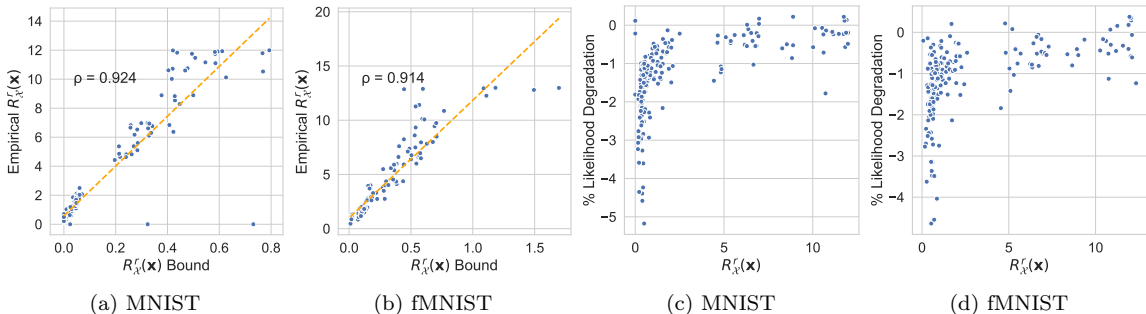 14
12
10
8
6
4
2
0
Empirical R^r_𝒳(x)
ρ = 0.924
0.0 0.2 0.4 0.6 0.8
R^r_𝒳(x) Bound
(a) MNIST
20
15
10
5
0
Empirical R^r_𝒳(x)
ρ = 0.914
0.0 0.5 1.0 1.5
R^r_𝒳(x) Bound
(b) fMNIST
0
−1
−2
−3
−4
−5
% Likelihood Degradation
0 5 10
R^r_𝒳(x)
(c) MNIST
0
−1
−2
−3
−4
% Likelihood Degradation
0 5 10
R^r_𝒳(x)
(d) fMNIST